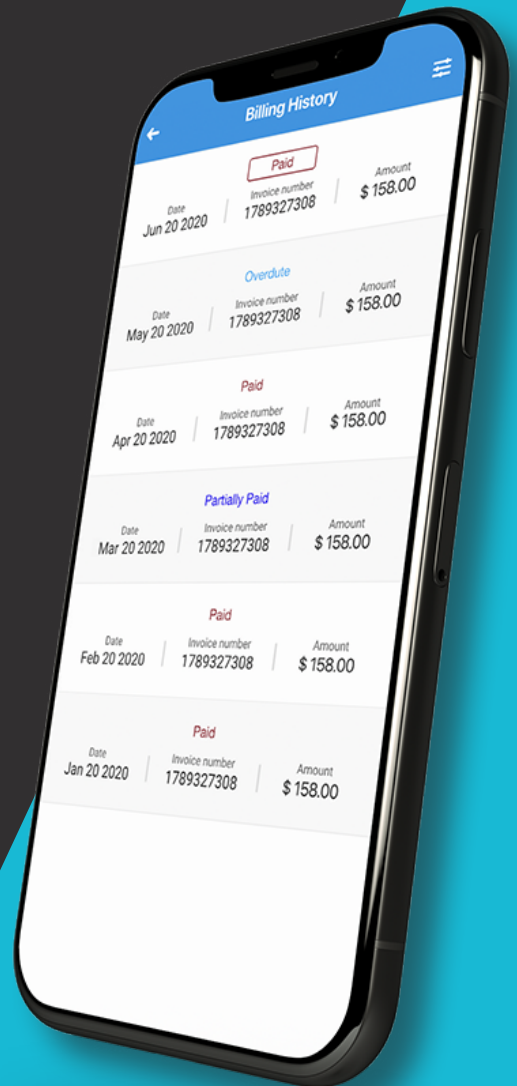 Billing History
Paid
Date Invoice number Amount
Jun 20 2020 1789327308 $ 158.00
Overdute
Date Invoice number Amount
May 20 2020 1789327308 $ 158.00
Paid
Date Invoice number Amount
Apr 20 2020 1789327308 $ 158.00
Partially Paid
Date Invoice number Amount
Mar 20 2020 1789327308 $ 158.00
Paid
Date Invoice number Amount
Feb 20 2020 1789327308 $ 158.00
Paid
Date Invoice number Amount
Jan 20 2020 1789327308 $ 158.00